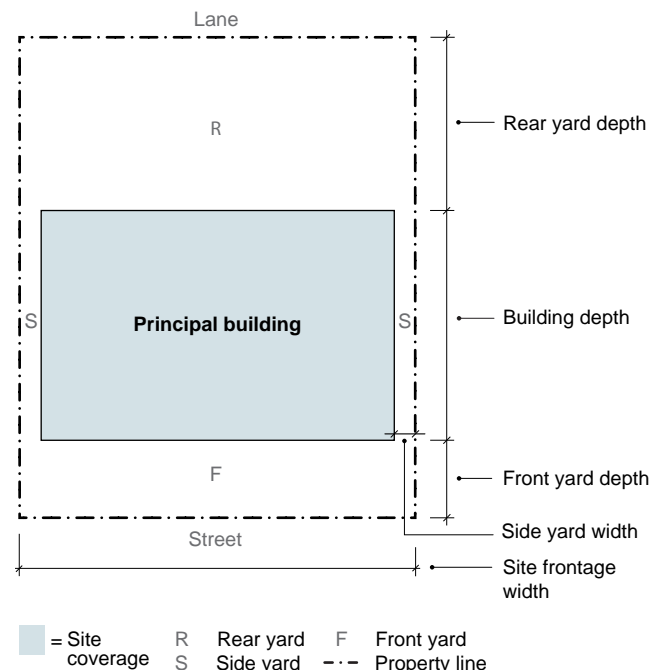 Lane
R
Rear yard depth
S
Principal building
S
Building depth
F
Front yard depth
Side yard width
Street
Site frontage
width
= Site
coverage
R Rear yard
F Front yard
S Side yard
Property line